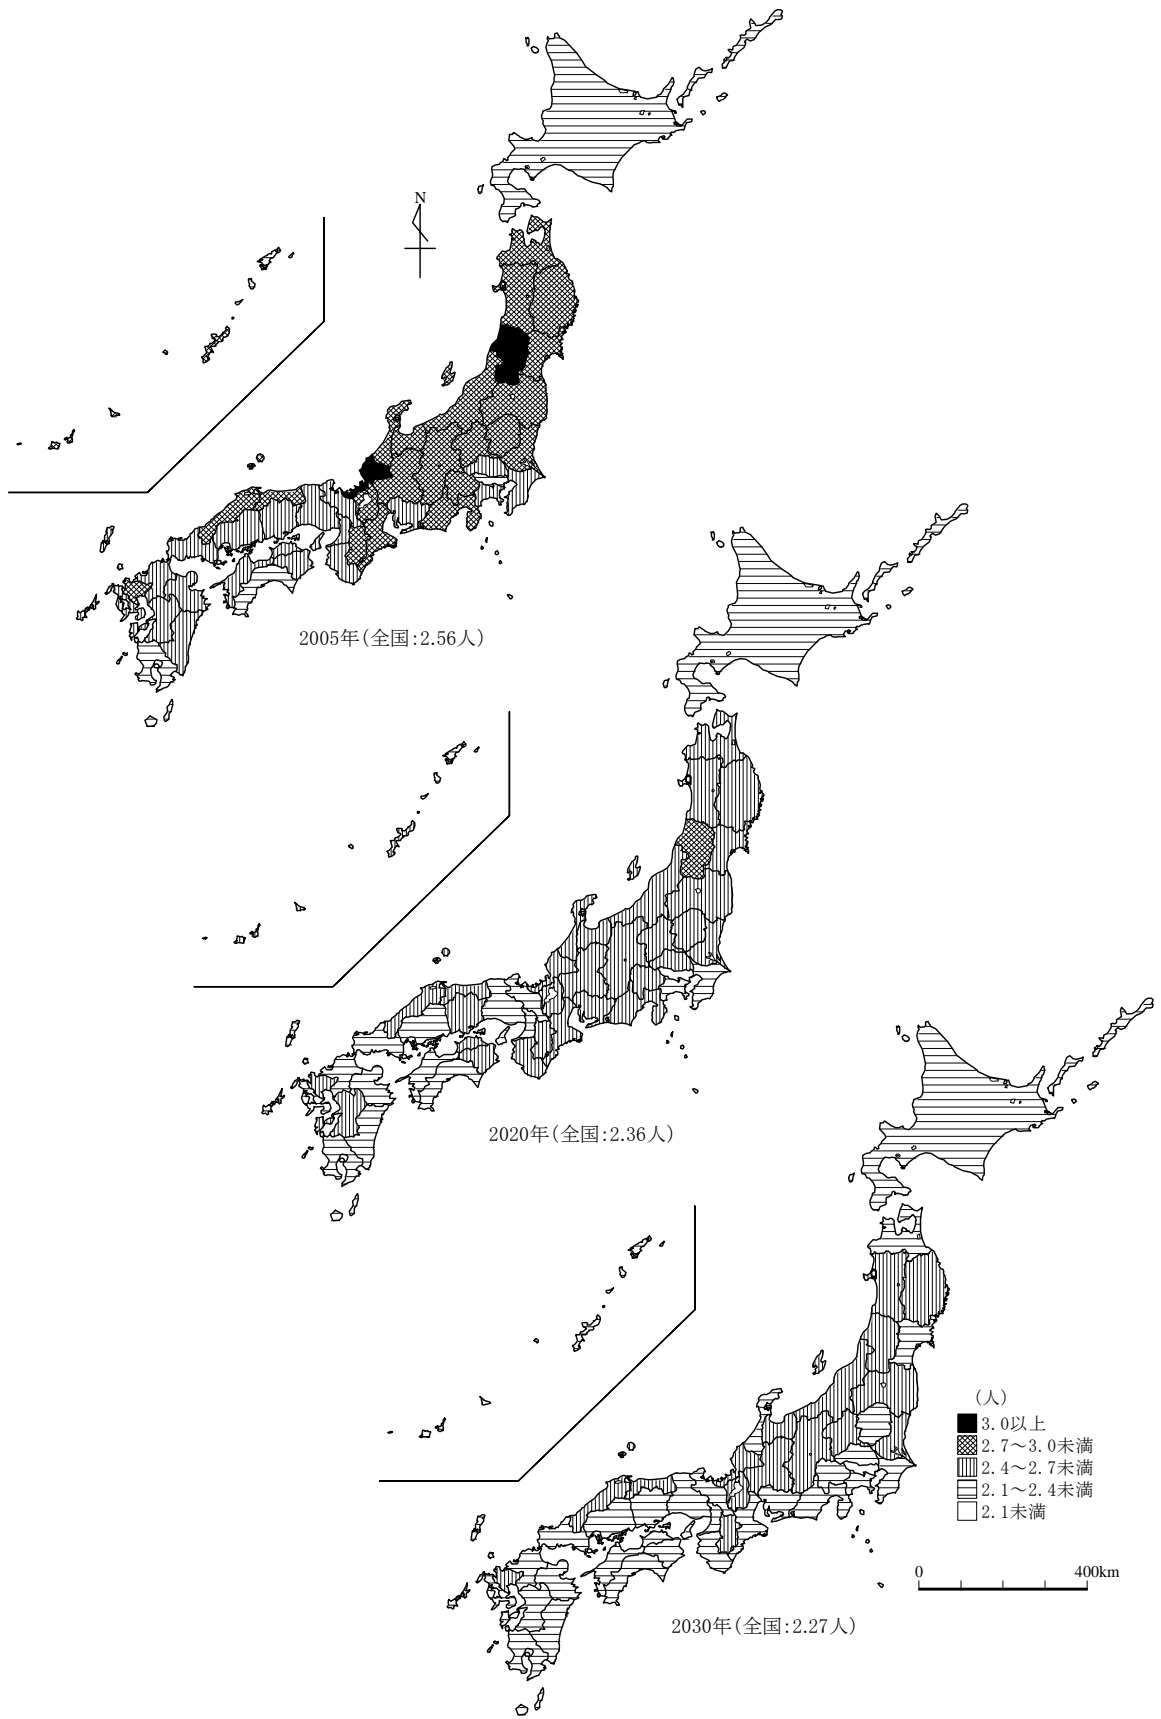 N
2005年(全国:2.56人)
2020年(全国:2.36人)
(人)
3.0以上
2.7～3.0未満
2.4～2.7未満
2.1～2.4未満
2.1未満
0 400km
2030年(全国:2.27人)